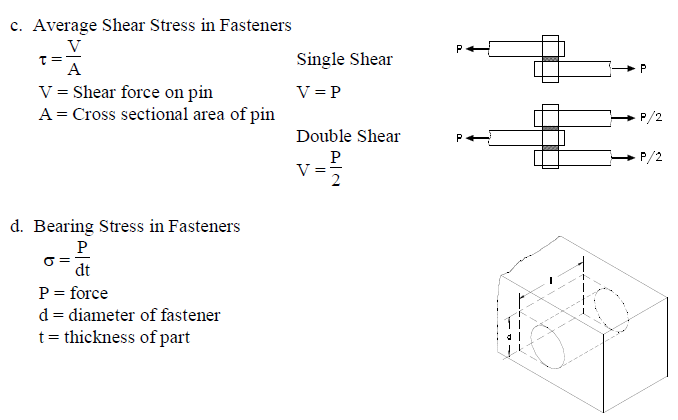 c. Average Shear Stress in Fasteners
τ = V/A
Single Shear
V = Shear force on pin
V = P
A = Cross sectional area of pin
Double Shear
V = P/2
P
P
P
P/2
P/2
d. Bearing Stress in Fasteners
σ = P/dt
P = force
d = diameter of fastener
t = thickness of part
d